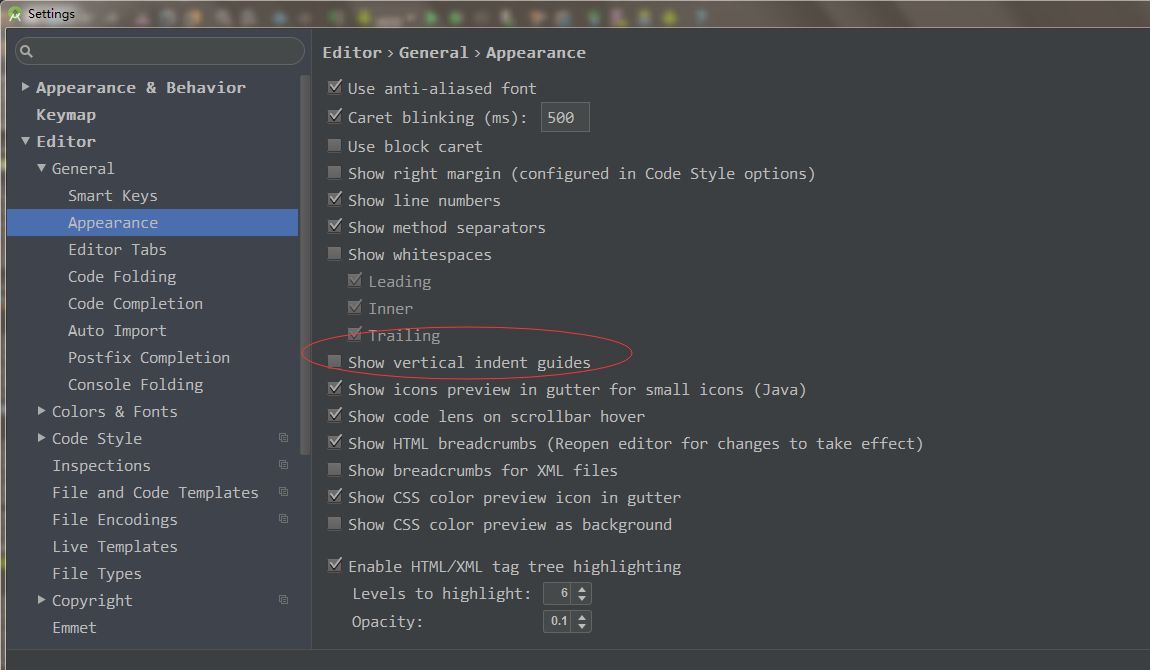 Settings
Appearance & Behavior
Keymap
Editor
General
Smart Keys
Appearance
Editor Tabs
Code Folding
Code Completion
Auto Import
Postfix Completion
Console Folding
Colors & Fonts
Code Style
Inspections
File and Code Templates
File Encodings
Live Templates
File Types
Copyright
Emmet
Editor › General › Appearance
Use anti-aliased font
Caret blinking (ms): 500
Use block caret
Show right margin (configured in Code Style options)
Show line numbers
Show method separators
Show whitespaces
Leading
Inner
Trailing
Show vertical indent guides
Show icons preview in gutter for small icons (Java)
Show code lens on scrollbar hover
Show HTML breadcrumbs (Reopen editor for changes to take effect)
Show breadcrumbs for XML files
Show CSS color preview icon in gutter
Show CSS color preview as background
Enable HTML/XML tag tree highlighting
Levels to highlight: 6
Opacity: 0.1